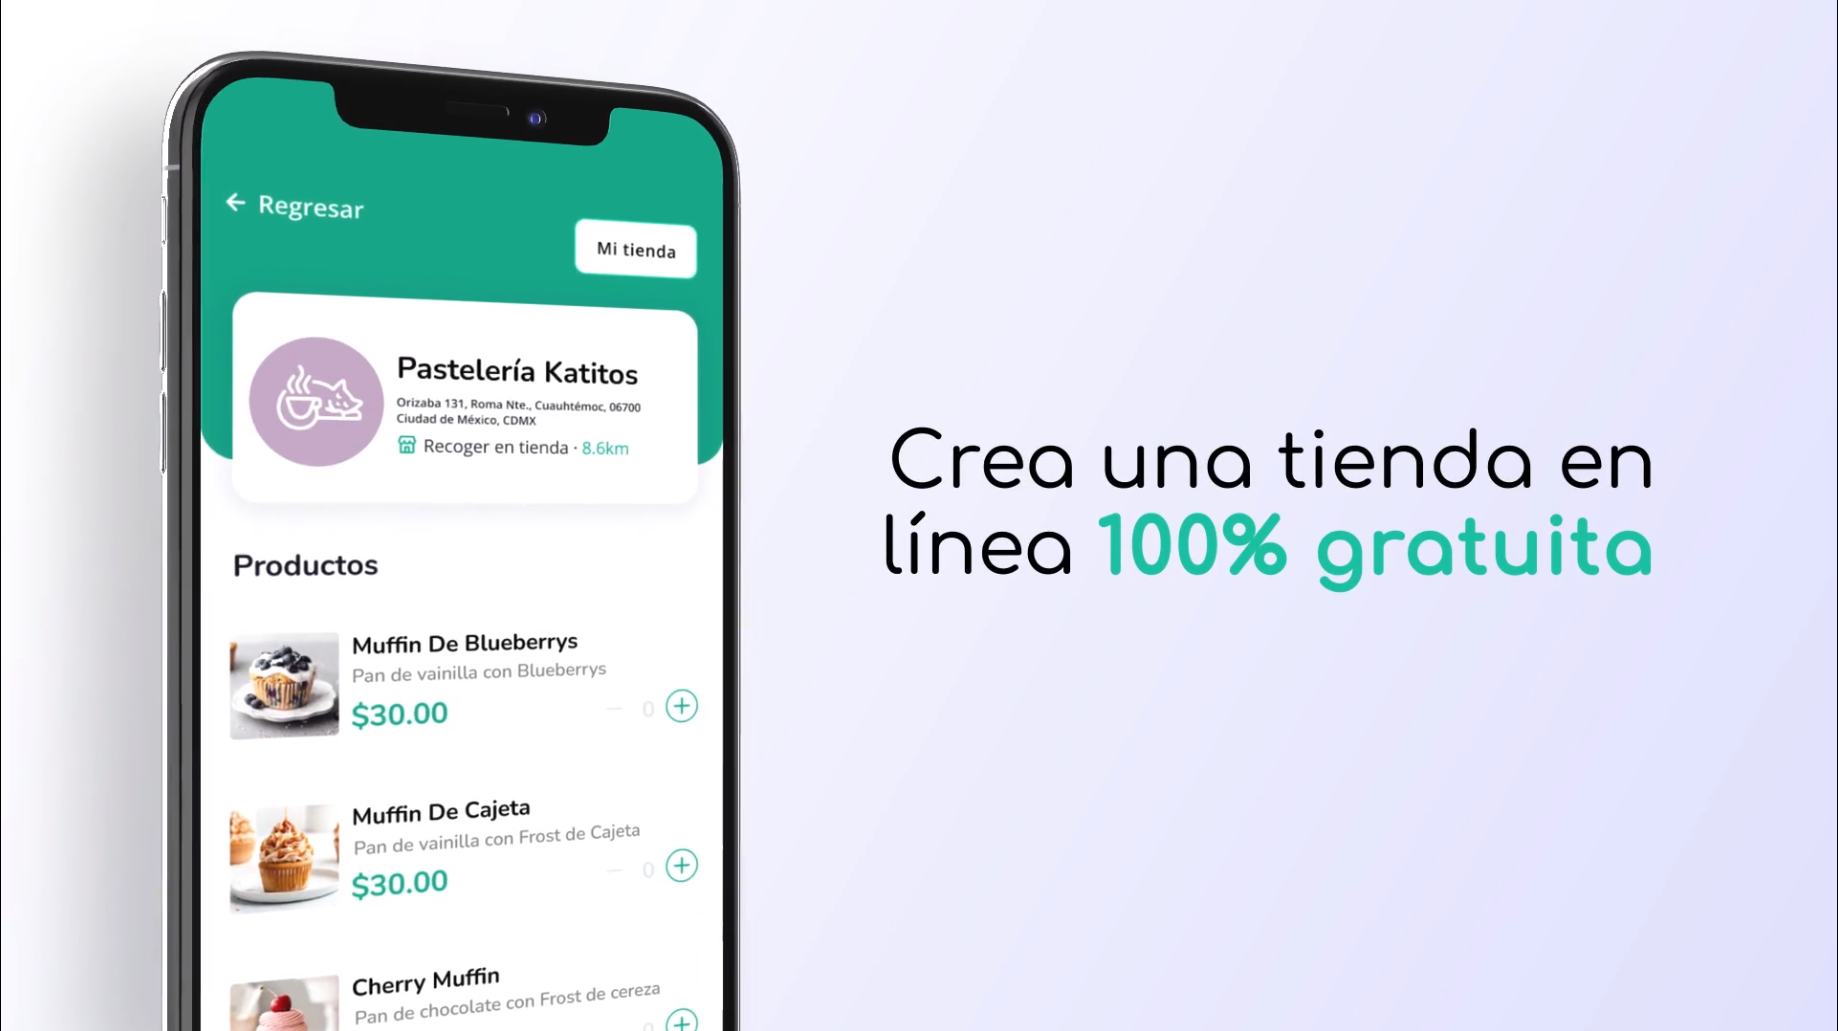 Regresar
Mi tienda
Pastelería Katitos
Orizaba 131, Roma Nte., Cuauhtémoc, 06700
Ciudad de México, CDMX
Recoger en tienda · 8.6km
Productos
Muffin De Blueberrys
Pan de vainilla con Blueberrys
$30.00
0
Muffin De Cajeta
Pan de vainilla con Frost de Cajeta
$30.00
0
Cherry Muffin
Pan de chocolate con Frost de cereza
0
Crea una tienda en
línea 100% gratuita